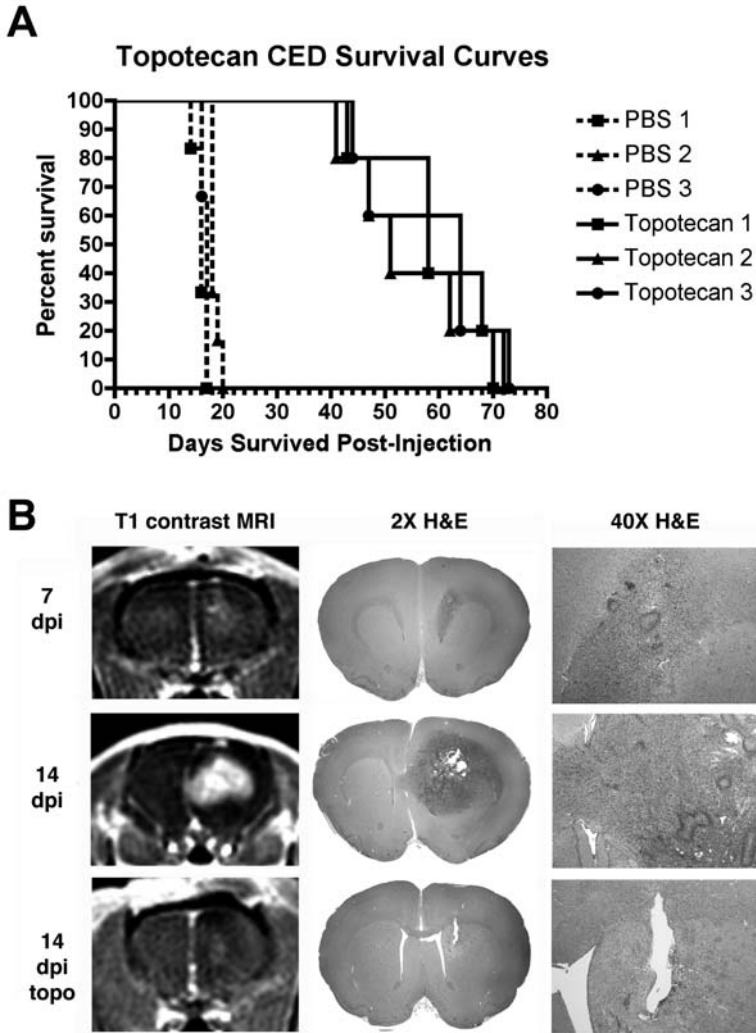 A
Topotecan CED Survival Curves
Percent survival
100
90
80
70
60
50
40
30
20
10
0
0 10 20 30 40 50 60 70 80
Days Survived Post-Injection
PBS 1
PBS 2
PBS 3
Topotecan 1
Topotecan 2
Topotecan 3
B
T1 contrast MRI 2X H&E 40X H&E
7
dpi
14
dpi
14
dpi
topo